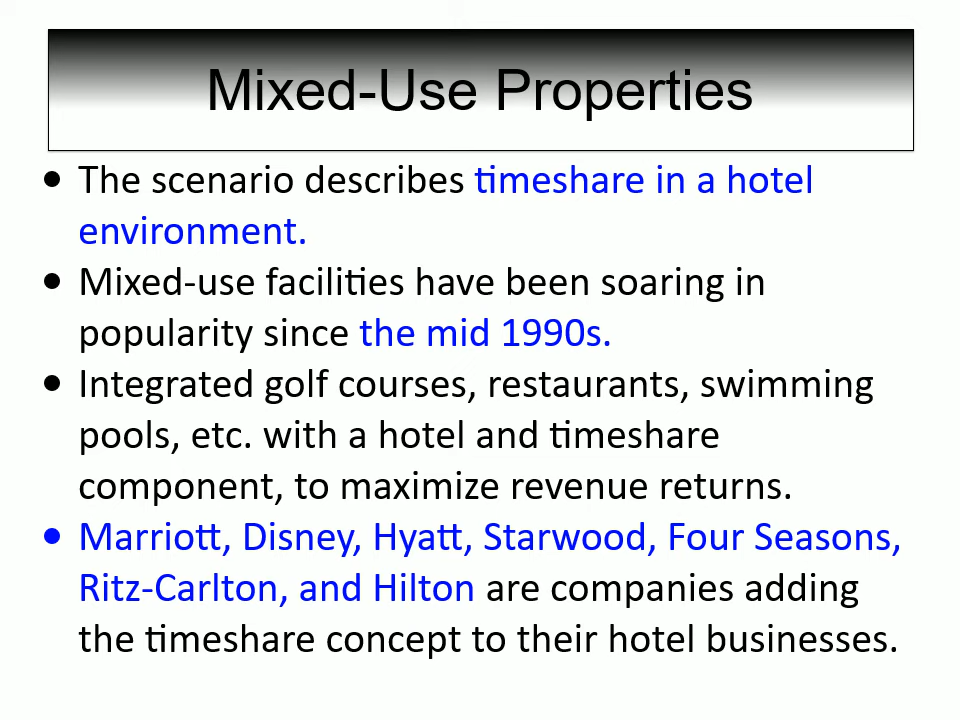 Mixed-Use Properties
• The scenario describes timeshare in a hotel
environment.
• Mixed-use facilities have been soaring in
popularity since the mid 1990s.
• Integrated golf courses, restaurants, swimming
pools, etc. with a hotel and timeshare
component, to maximize revenue returns.
• Marriott, Disney, Hyatt, Starwood, Four Seasons,
Ritz-Carlton, and Hilton are companies adding
the timeshare concept to their hotel businesses.